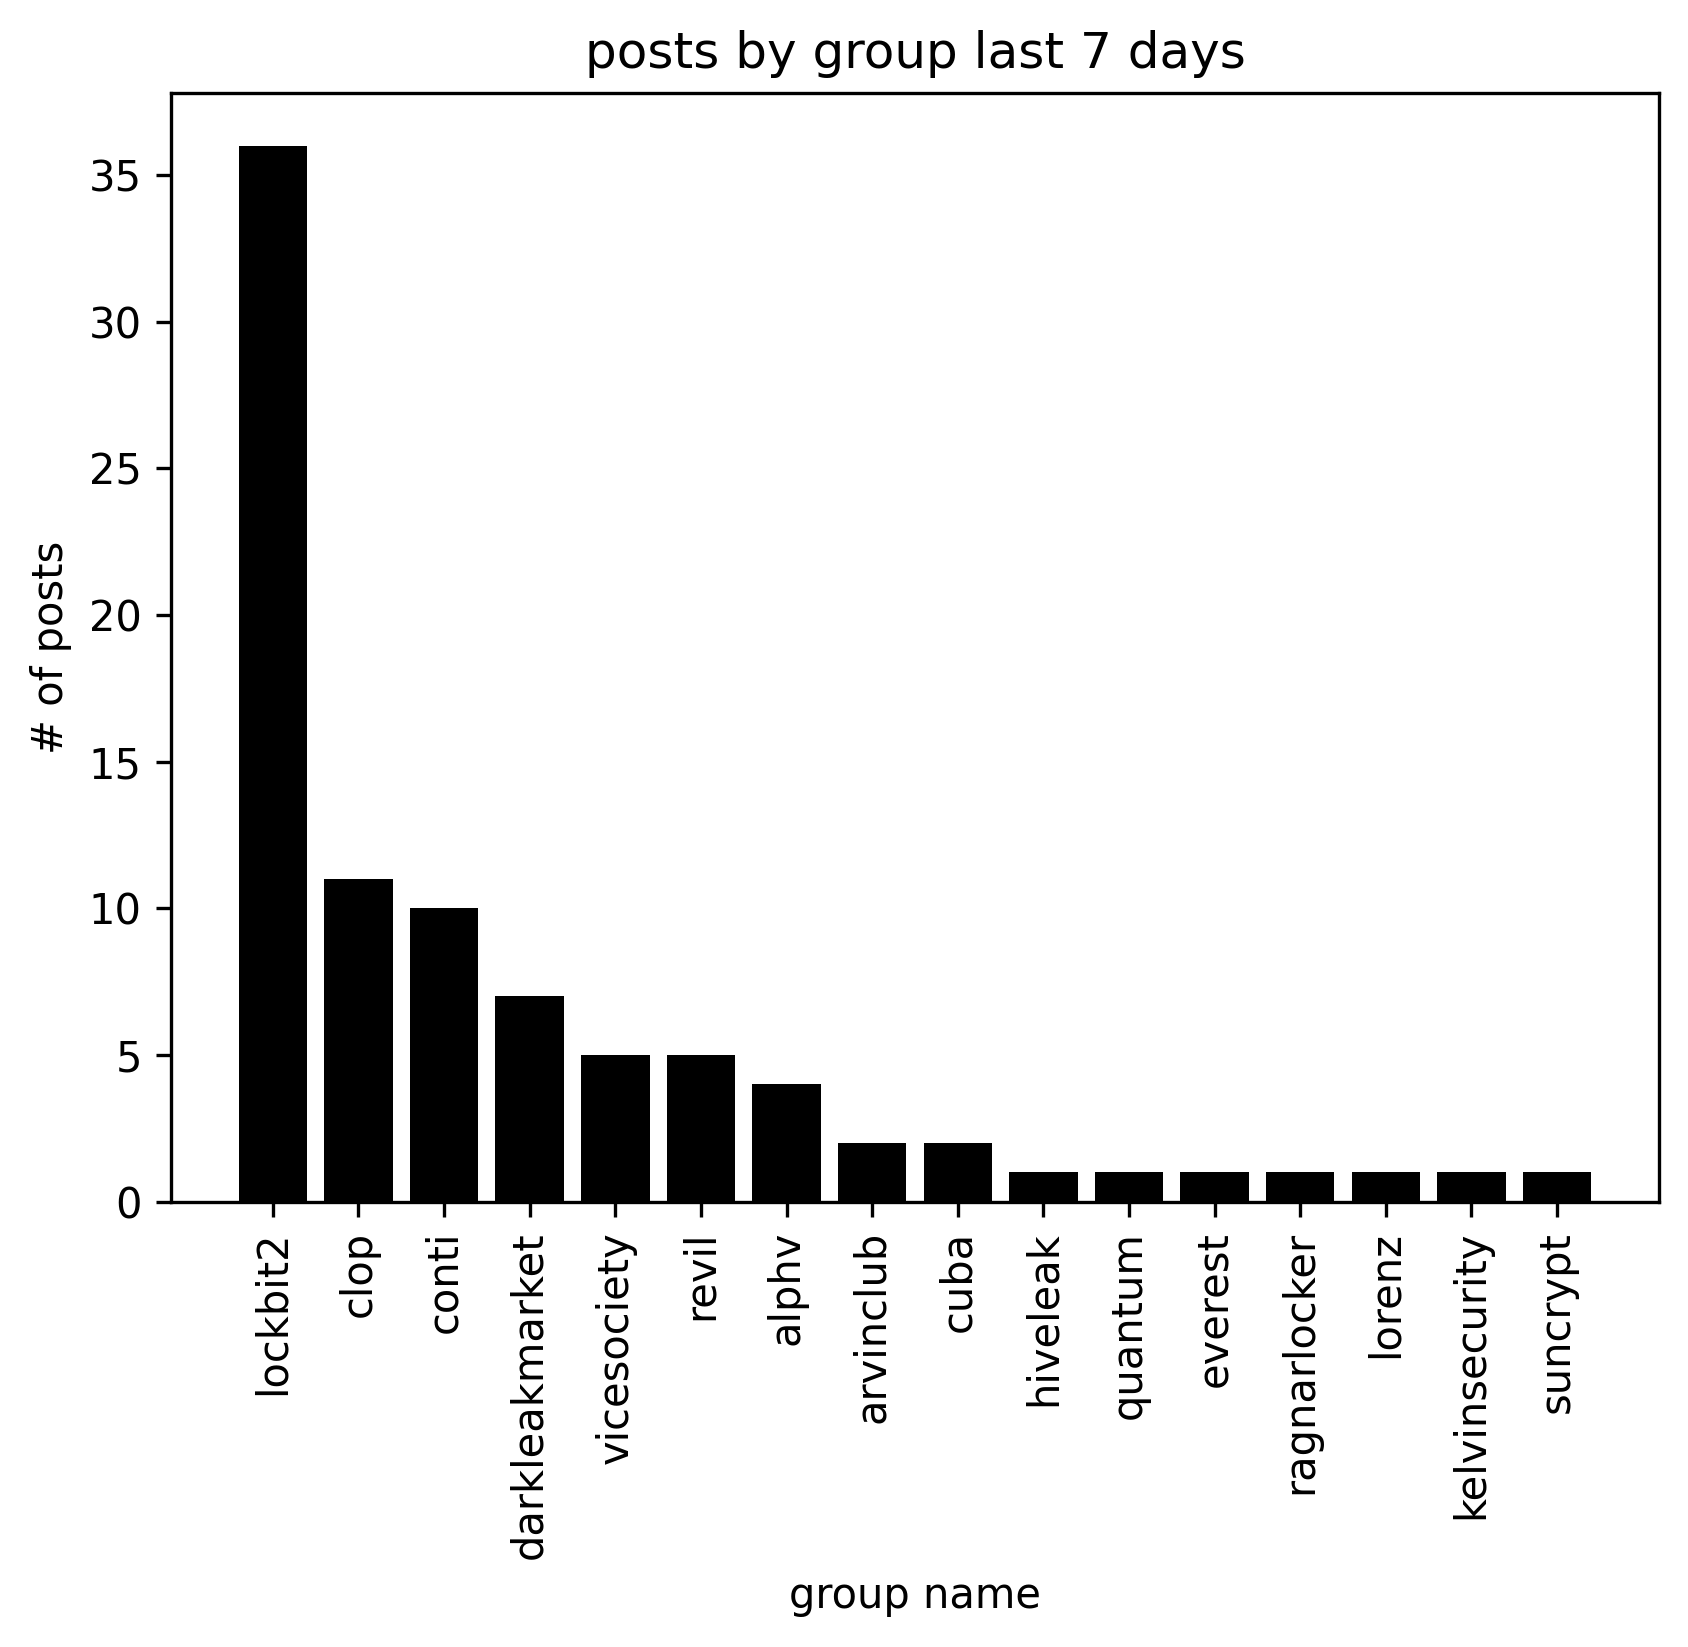 posts by group last 7 days
# of posts
35
30
25
20
15
10
5
0
lockbit2
clop
conti
darkleakmarket
vicesociety
revil
alphv
arvinclub
cuba
hiveleak
quantum
everest
ragnarlocker
lorenz
kelvinsecurity
suncrypt
group name